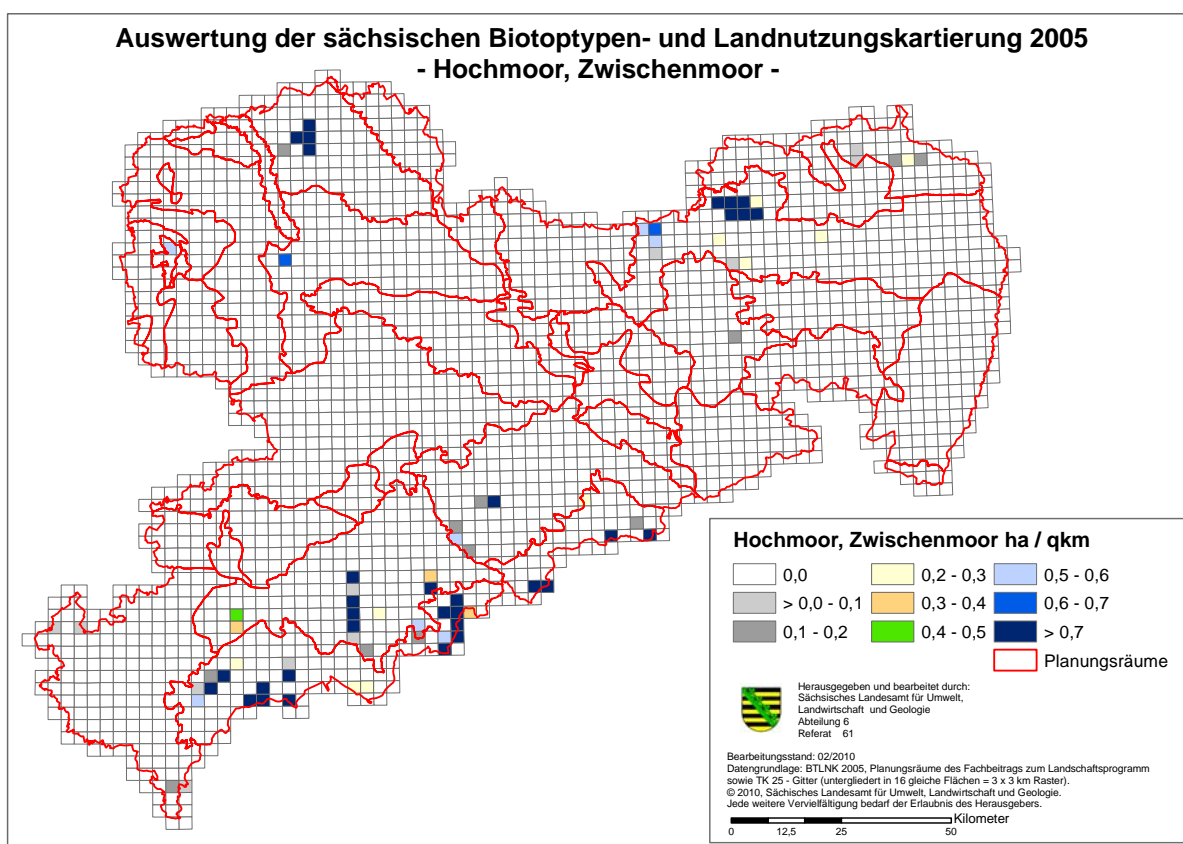 Auswertung der sächsischen Biotoptypen- und Landnutzungskartierung 2005
- Hochmoor, Zwischenmoor -
Hochmoor, Zwischenmoor ha / qkm
0,0
> 0,0 - 0,1
0,1 - 0,2
0,2 - 0,3
0,3 - 0,4
0,4 - 0,5
0,5 - 0,6
0,6 - 0,7
> 0,7
Planungsräume
Herausgegeben und bearbeitet durch:
Sächsisches Landesamt für Umwelt,
Landwirtschaft und Geologie
Abteilung 6
Referat 61
Bearbeitungsstand: 02/2010
Datengrundlage: BTLNK 2005, Planungsräume des Fachbeitrags zum Landschaftsprogramm
sowie TK 25 - Gitter (untergliedert in 16 gleiche Flächen = 3 x 3 km Raster).
© 2010, Sächsisches Landesamt für Umwelt, Landwirtschaft und Geologie.
Jede weitere Vervielfältigung bedarf der Erlaubnis des Herausgebers.
Kilometer
0 12,5 25 50